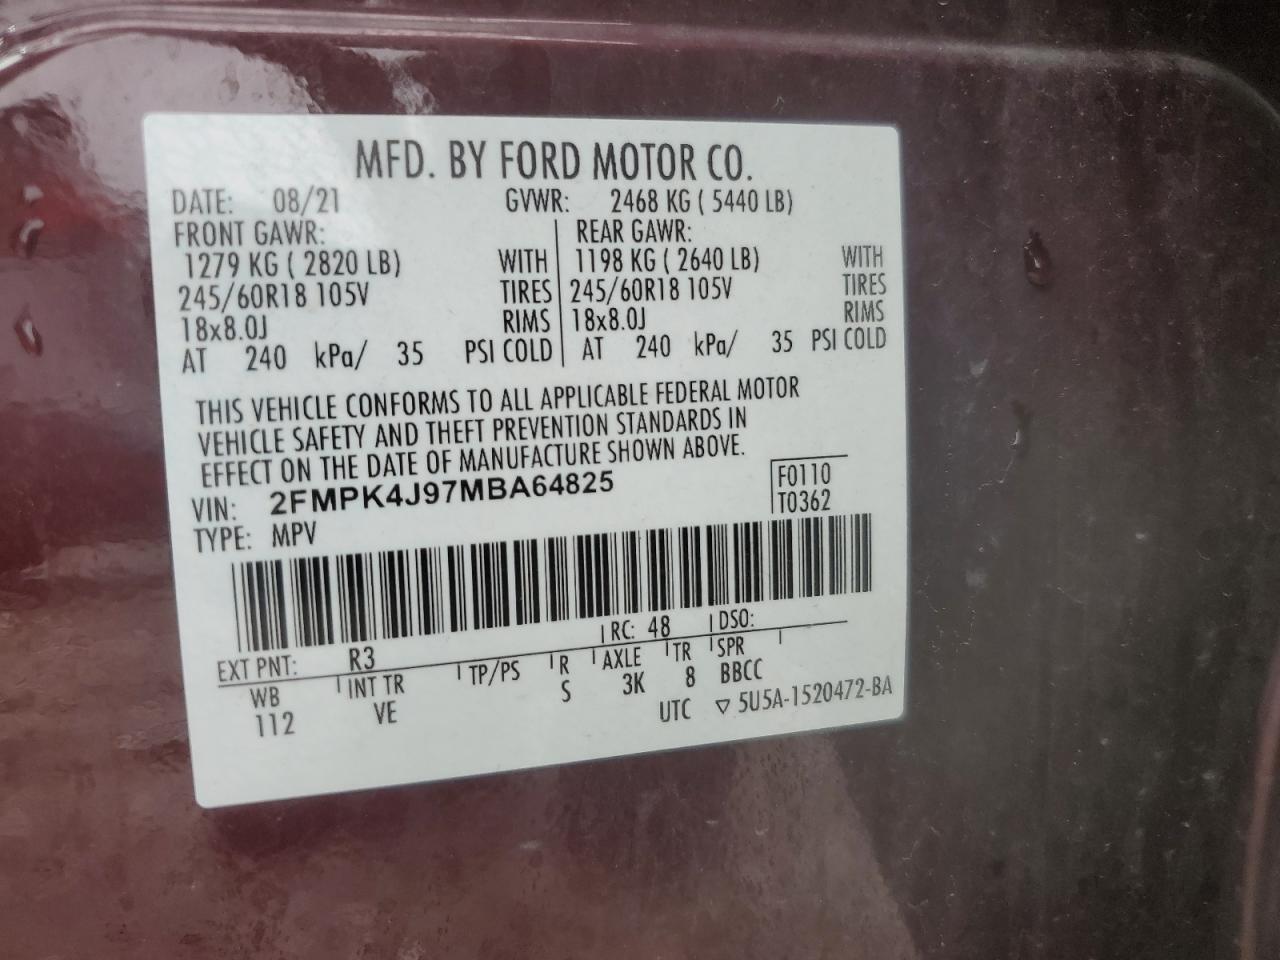 MFD. BY FORD MOTOR CO.
DATE: 08/21 GVWR: 2468 KG ( 5440 LB)
FRONT GAWR: REAR GAWR:
1279 KG ( 2820 LB) WITH 1198 KG ( 2640 LB) WITH
245/60R18 105V TIRES 245/60R18 105V TIRES
18x8.0J RIMS 18x8.0J RIMS
AT 240 kPa/ 35 PSI COLD AT 240 kPa/ 35 PSI COLD
THIS VEHICLE CONFORMS TO ALL APPLICABLE FEDERAL MOTOR
VEHICLE SAFETY AND THEFT PREVENTION STANDARDS IN
EFFECT ON THE DATE OF MANUFACTURE SHOWN ABOVE.
VIN: 2FMPK4J97MBA64825 F0110
TYPE: MPV T0362
EXT PNT: R3 RC: 48 DSO:
WB INT TR TP/PS R AXLE TR SPR
112 VE S 3K 8 BBCC
UTC ▽ 5U5A-1520472-BA